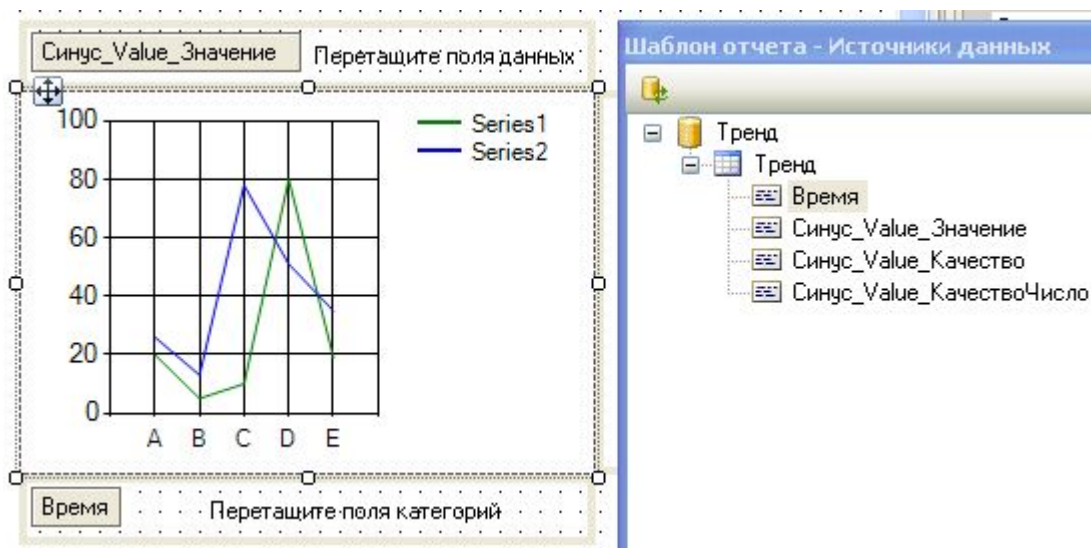 Синус_Value_Значение
Перетащите поля данных
100
80
60
40
20
0
A B C D E
Series1
Series2
Время
Перетащите поля категорий
Шаблон отчета - Источники данных
Тренд
Тренд
Время
Синус_Value_Значение
Синус_Value_Качество
Синус_Value_КачествоЧисло